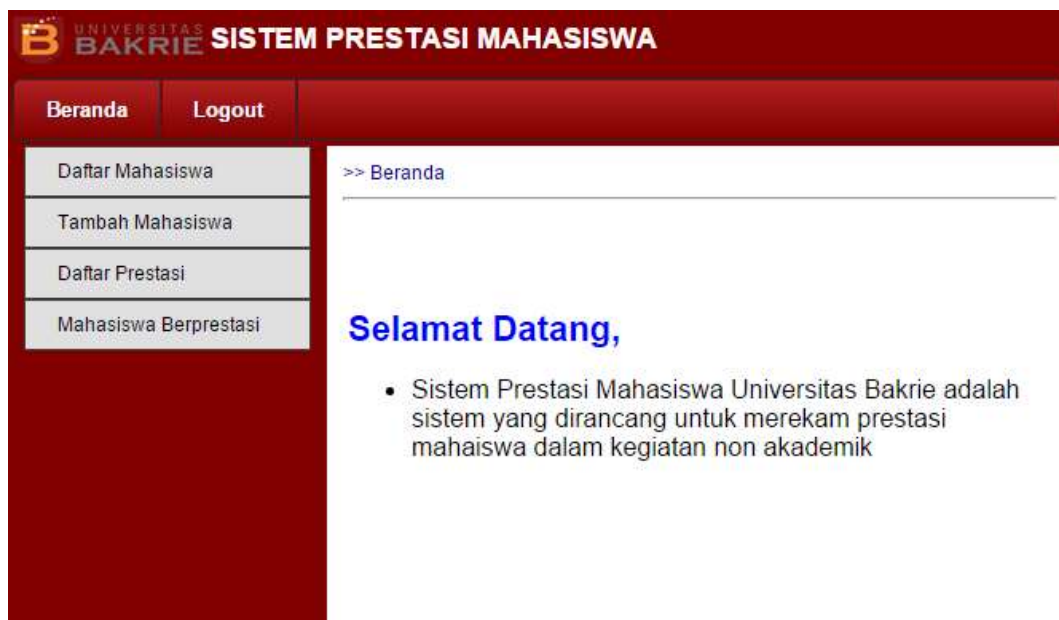 UNIVERSITAS
BAKRIE SISTEM PRESTASI MAHASISWA
Beranda Logout
Daftar Mahasiswa
Tambah Mahasiswa
Daftar Prestasi
Mahasiswa Berprestasi
>> Beranda
Selamat Datang,
• Sistem Prestasi Mahasiswa Universitas Bakrie adalah
sistem yang dirancang untuk merekam prestasi
mahaiswa dalam kegiatan non akademik